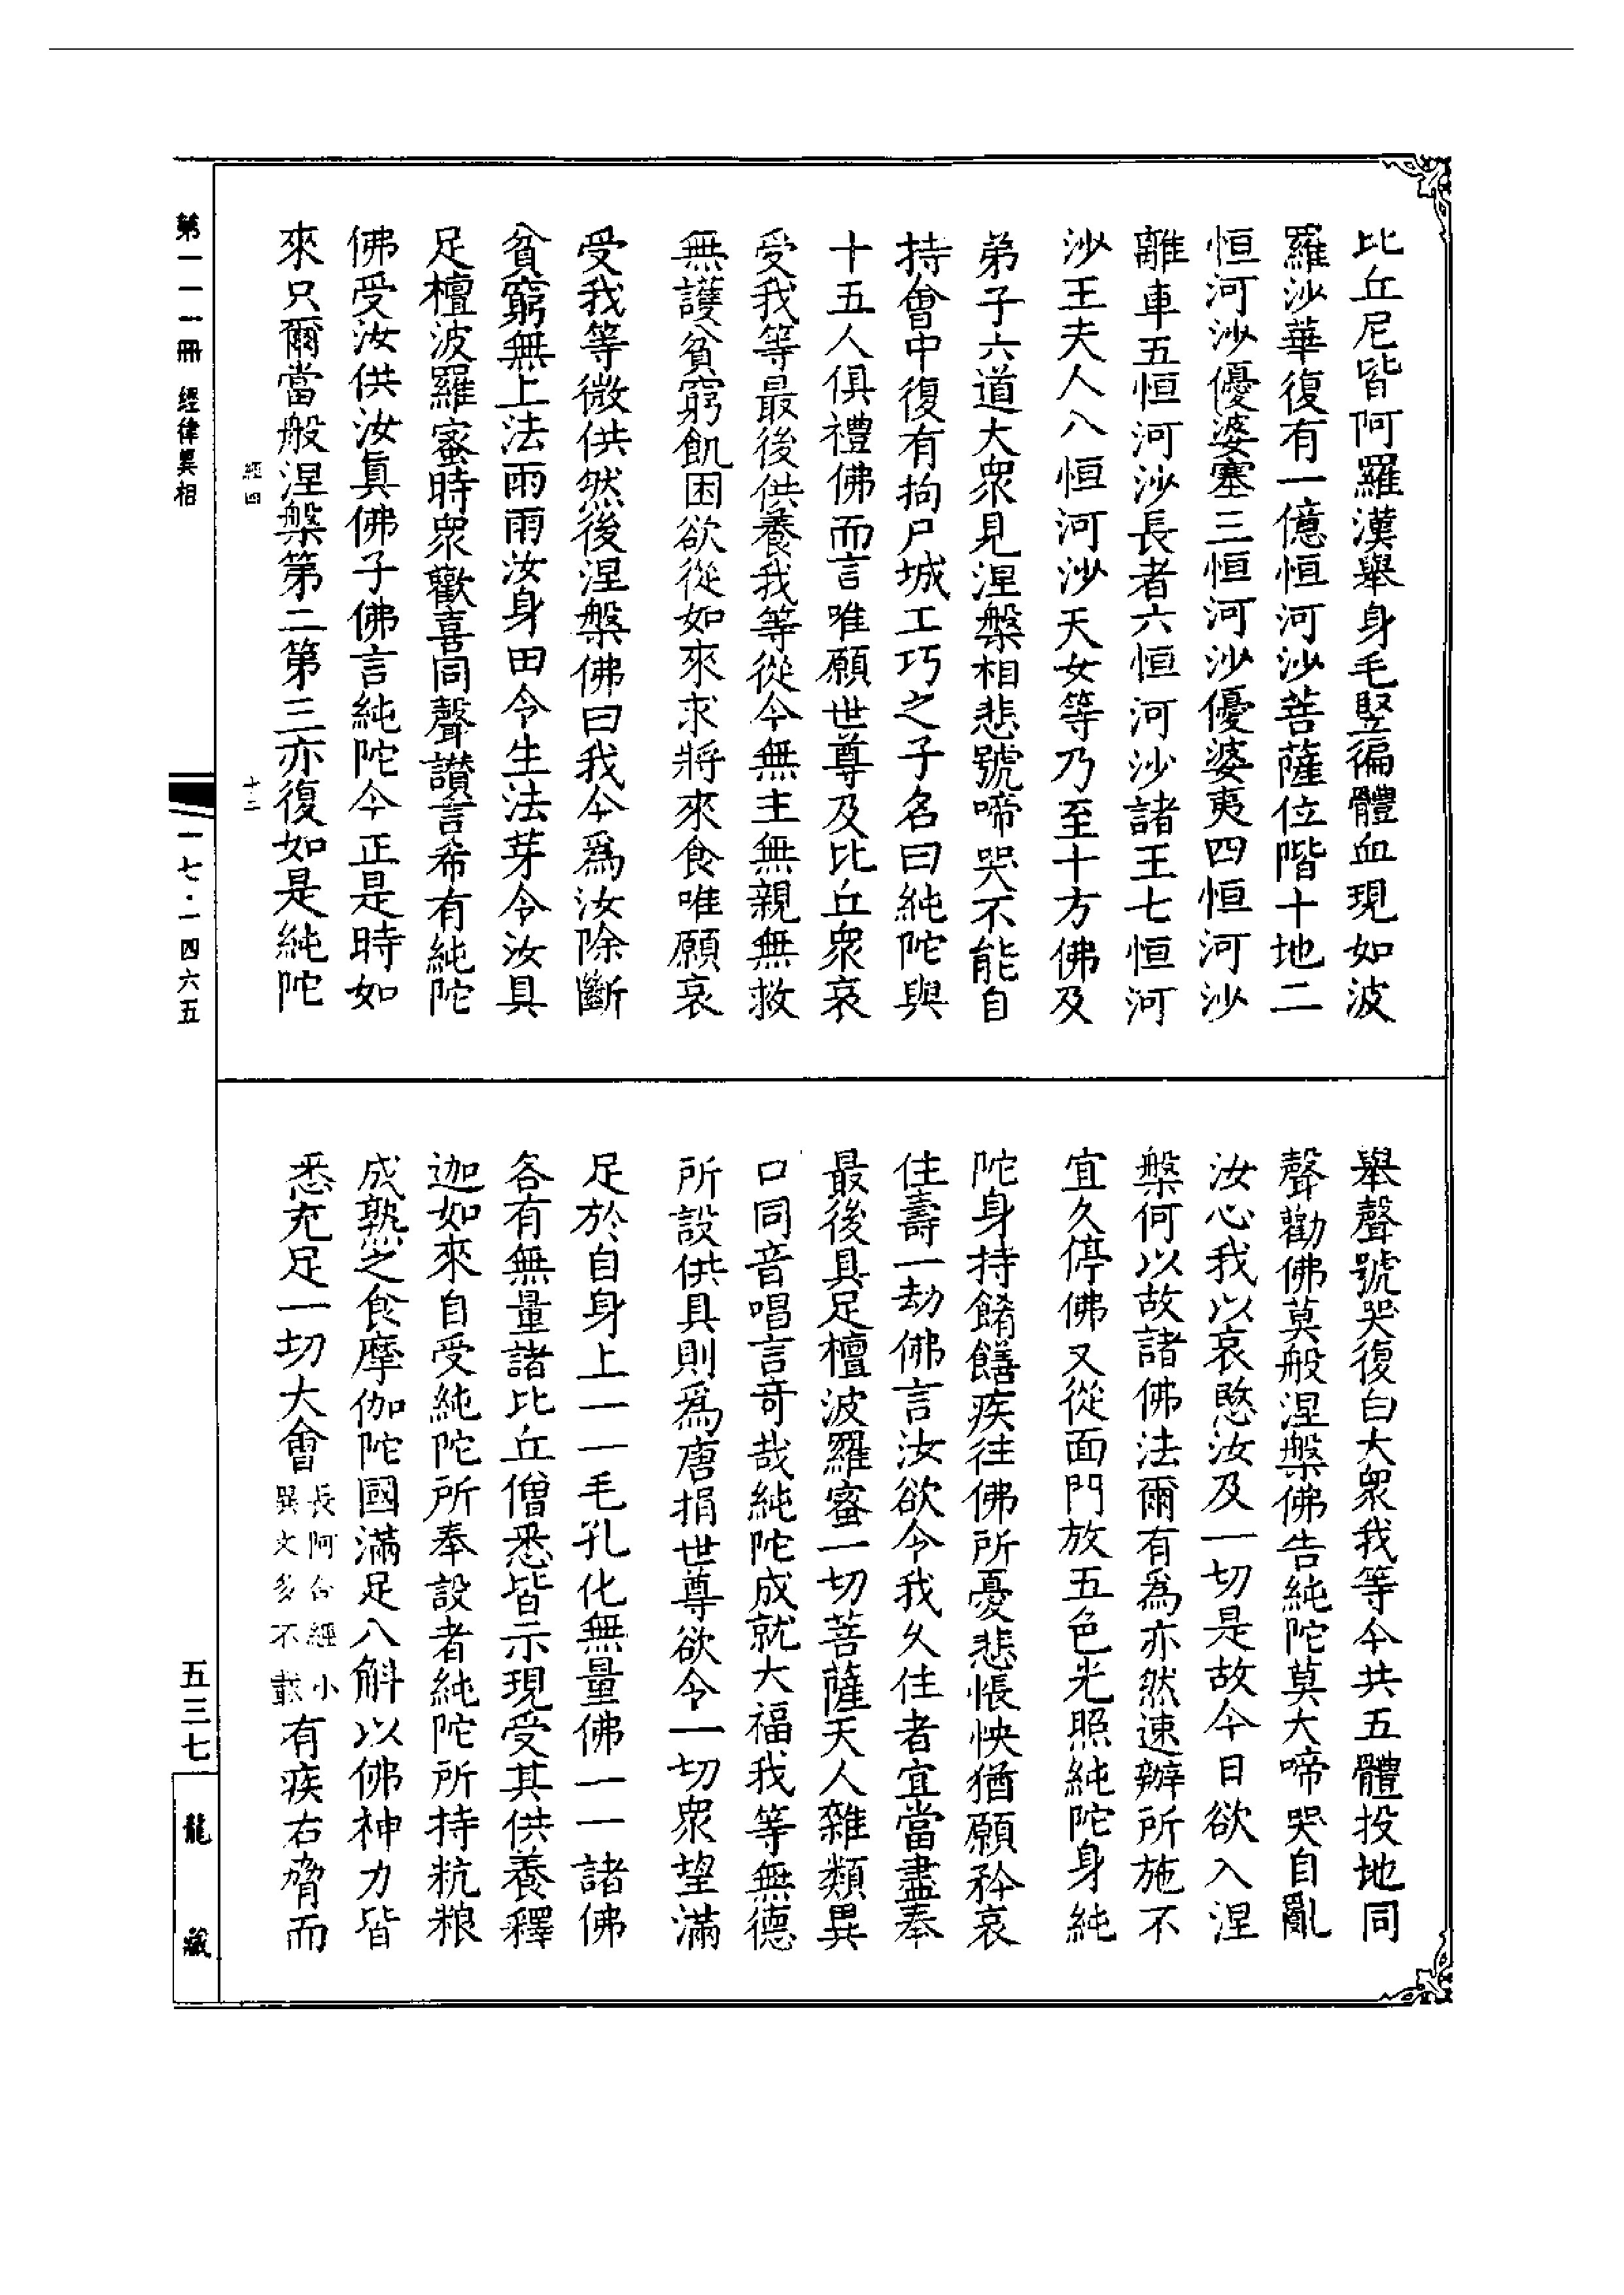 比丘尼皆阿羅漢舉身毛竪徧體血現如波
羅沙華復有一億恒河沙菩薩位階十地二
恒河沙優婆塞三恒河沙優婆夷四恒河沙
離車五恒河沙長者六恒河沙諸王七恒河
沙王夫人八恒河沙天女等乃至十方佛及
弟子六道大衆見涅槃相悲號啼哭不能自
持會中復有拘尸城工巧之子名曰純陀與
十五人俱禮佛而言唯願世尊及比丘衆哀
受我等最後供養我等從今無主無親無救
無護貧窮飢困欲從如來求將來食唯願哀
受我等微供然後涅槃佛曰我今爲汝除斷
貧窮無上法雨雨汝身田令生法芽令汝具
足檀波羅蜜時衆歡喜同聲讃言希有純陀
佛受汝供汝眞佛子佛言純陀今正是時如
來只爾當般涅槃第二第三亦復如是純陀
經四
十二
舉聲號哭復白大衆我等今共五體投地同
聲勸佛莫般涅槃佛告純陀莫大啼哭自亂
汝心我以哀愍汝及一切是故今日欲入涅
槃何以故諸佛法爾有爲亦然速辦所施不
宜久停佛又從面門放五色光照純陀身純
陀身持餚饍疾往佛所憂悲悵怏猶願矜哀
住壽一劫佛言汝欲令我久住者宜當盡奉
最後具足檀波羅蜜一切菩薩天人雜類異
口同音唱言奇哉純陀成就大福我等無德
所設供具則爲唐捐世尊欲令一切衆望滿
足於自身上一一毛孔化無量佛一一諸佛
各有無量諸比丘僧悉皆示現受其供養釋
迦如來自受純陀所奉設者純陀所持粇粮
成熟之食摩伽陀國滿足八斛以佛神力皆
悉充足一切大會長阿含經小異文多不載有疾右脅而
第一一一冊 經律異相
一七·一四六五
五三七
龍藏